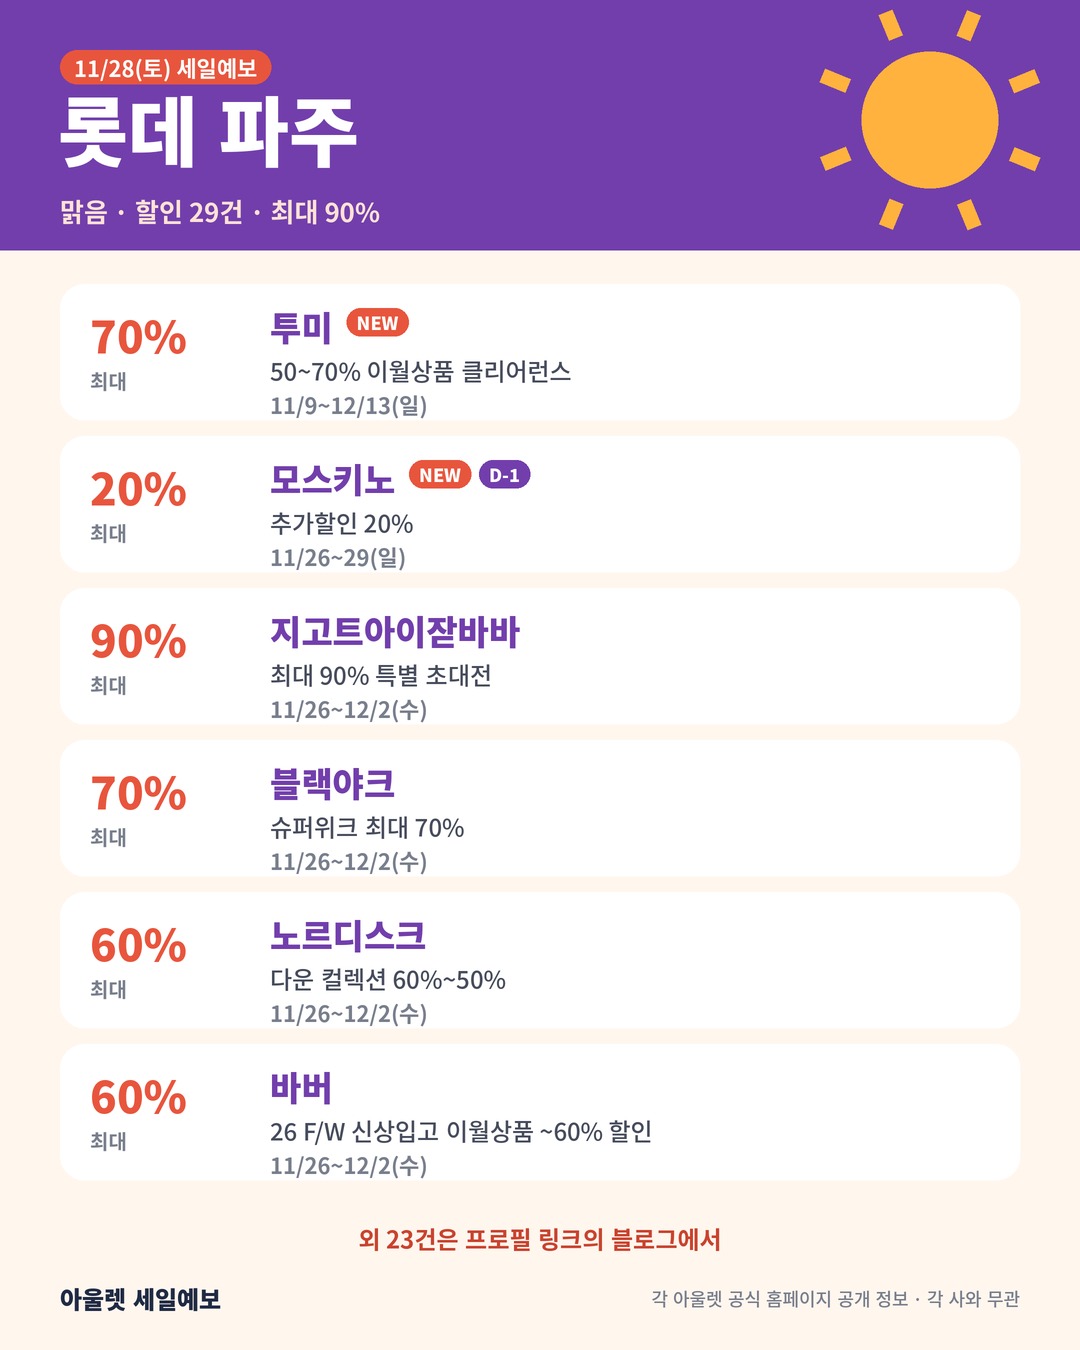 11/28(토) 세일예보
롯데 파주
맑음 · 할인 29건 · 최대 90%
70%
최대
투미 NEW
50~70% 이월상품 클리어런스
11/9~12/13(일)
20%
최대
모스키노 NEW D-1
추가할인 20%
11/26~29(일)
90%
최대
지고트아이잗바바
최대 90% 특별 초대전
11/26~12/2(수)
70%
최대
블랙야크
슈퍼위크 최대 70%
11/26~12/2(수)
60%
최대
노르디스크
다운 컬렉션 60%~50%
11/26~12/2(수)
60%
최대
바버
26 F/W 신상입고 이월상품 ~60% 할인
11/26~12/2(수)
외 23건은 프로필 링크의 블로그에서
아울렛 세일예보
각 아울렛 공식 홈페이지 공개 정보 · 각 사와 무관